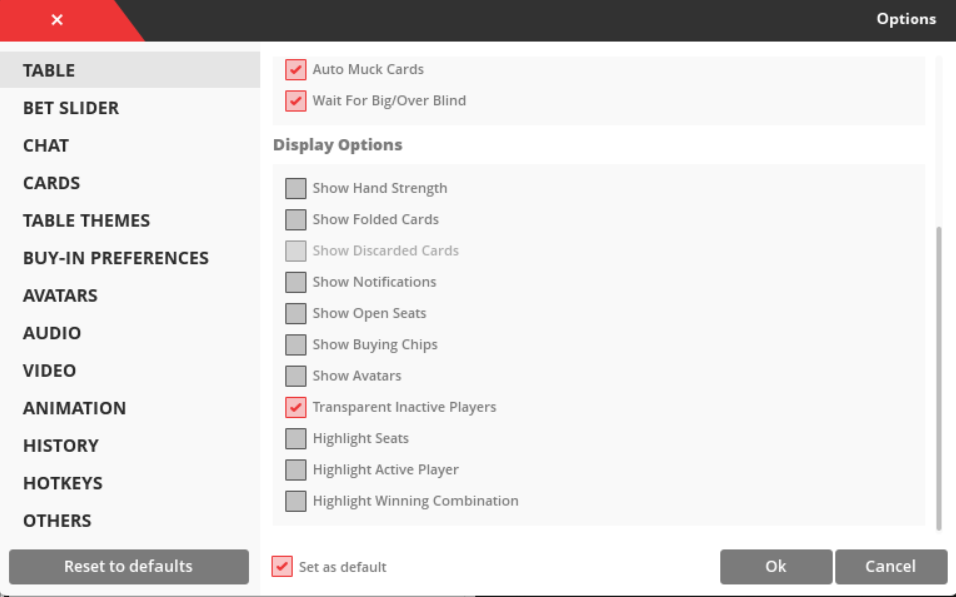 Options
TABLE
BET SLIDER
CHAT
CARDS
TABLE THEMES
BUY-IN PREFERENCES
AVATARS
AUDIO
VIDEO
ANIMATION
HISTORY
HOTKEYS
OTHERS
Reset to defaults
Auto Muck Cards
Wait For Big/Over Blind
Display Options
Show Hand Strength
Show Folded Cards
Show Discarded Cards
Show Notifications
Show Open Seats
Show Buying Chips
Show Avatars
Transparent Inactive Players
Highlight Seats
Highlight Active Player
Highlight Winning Combination
Set as default
Ok
Cancel